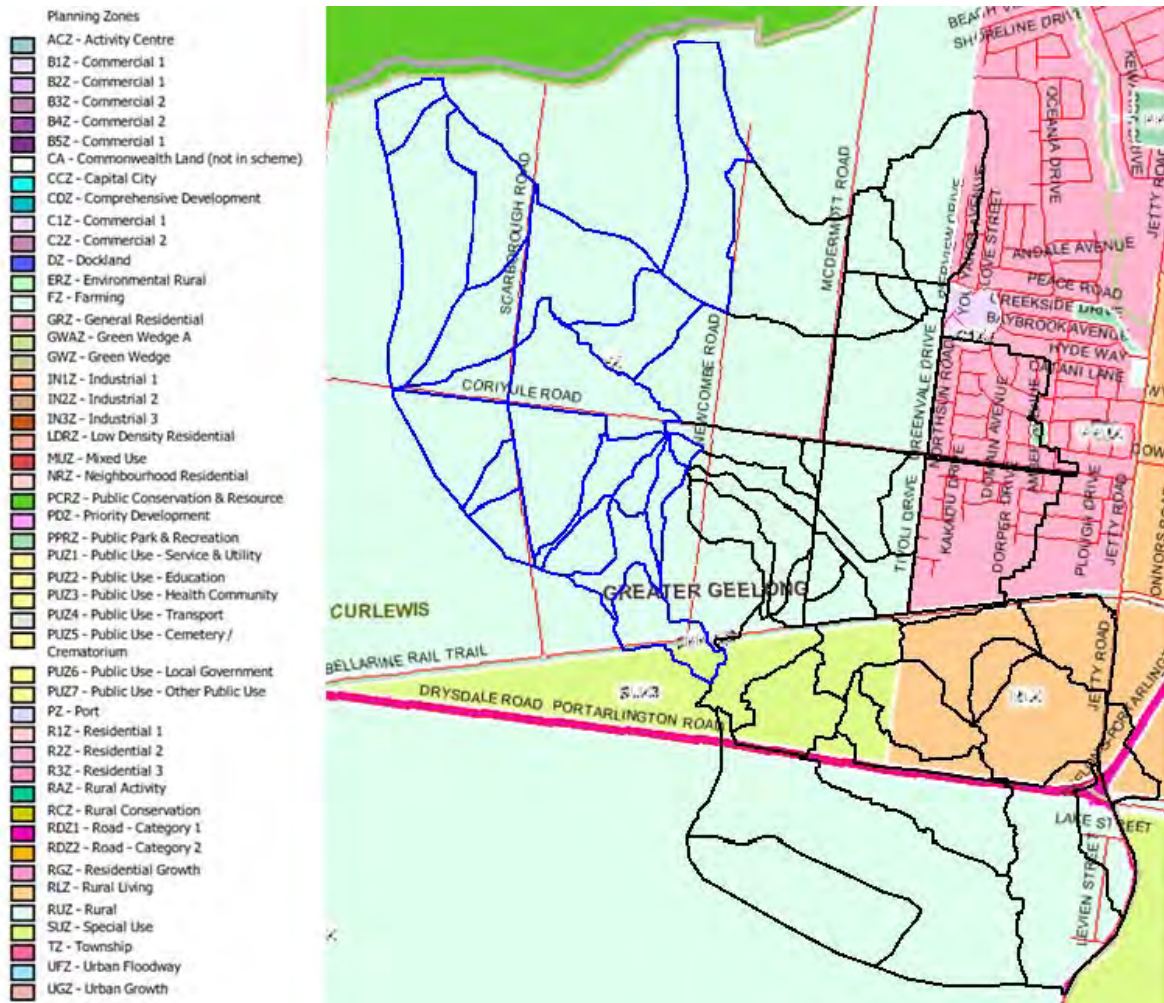 Planning Zones
ACZ - Activity Centre
B1Z - Commercial 1
B2Z - Commercial 1
B3Z - Commercial 2
B4Z - Commercial 2
B5Z - Commercial 1
CA - Commonwealth Land (not in scheme)
CCZ - Capital City
CDZ - Comprehensive Development
C1Z - Commercial 1
C2Z - Commercial 2
DZ - Dockland
ERZ - Environmental Rural
FZ - Farming
GRZ - General Residential
GWAZ - Green Wedge A
GWZ - Green Wedge
IN1Z - Industrial 1
IN2Z - Industrial 2
IN3Z - Industrial 3
LDRZ - Low Density Residential
MUZ - Mixed Use
NRZ - Neighbourhood Residential
PCRZ - Public Conservation & Resource
PDZ - Priority Development
PPRZ - Public Park & Recreation
PUZ1 - Public Use - Service & Utility
PUZ2 - Public Use - Education
PUZ3 - Public Use - Health Community
PUZ4 - Public Use - Transport
PUZ5 - Public Use - Cemetery /
Crematorium
PUZ6 - Public Use - Local Government
PUZ7 - Public Use - Other Public Use
PZ - Port
R1Z - Residential 1
R2Z - Residential 2
R3Z - Residential 3
RAZ - Rural Activity
RCZ - Rural Conservation
RDZ1 - Road - Category 1
RDZ2 - Road - Category 2
RGZ - Residential Growth
RLZ - Rural Living
RUZ - Rural
SUZ - Special Use
TZ - Township
UFZ - Urban Floodway
UGZ - Urban Growth
BEACH
SHORELINE DRIVE
OCEANIA DRIVE
JETTY ROAD
SCARBOROUGH ROAD
MCDERMOTT ROAD
LOVE STREET
ANDALE AVENUE
PEACE ROAD
CREEKSIDE DRIVE
BAYBROOK AVENUE
HYDE WAY
CATANI LANE
CORIYULE ROAD
NEWCOMBE ROAD
GREENVALE DRIVE
NORTHSUN ROAD
KAKADU DRIVE
DOMAIN AVENUE
DORPER DRIVE
PLOUGH DRIVE
JETTY ROAD
TIVOLI DRIVE
GREATER GEELONG
CURLEWIS
BELLARINE RAIL TRAIL
DRYSDALE ROAD
PORTARLINGTON ROAD
JETTY ROAD
LAKE STREET
LEVIEN STREET